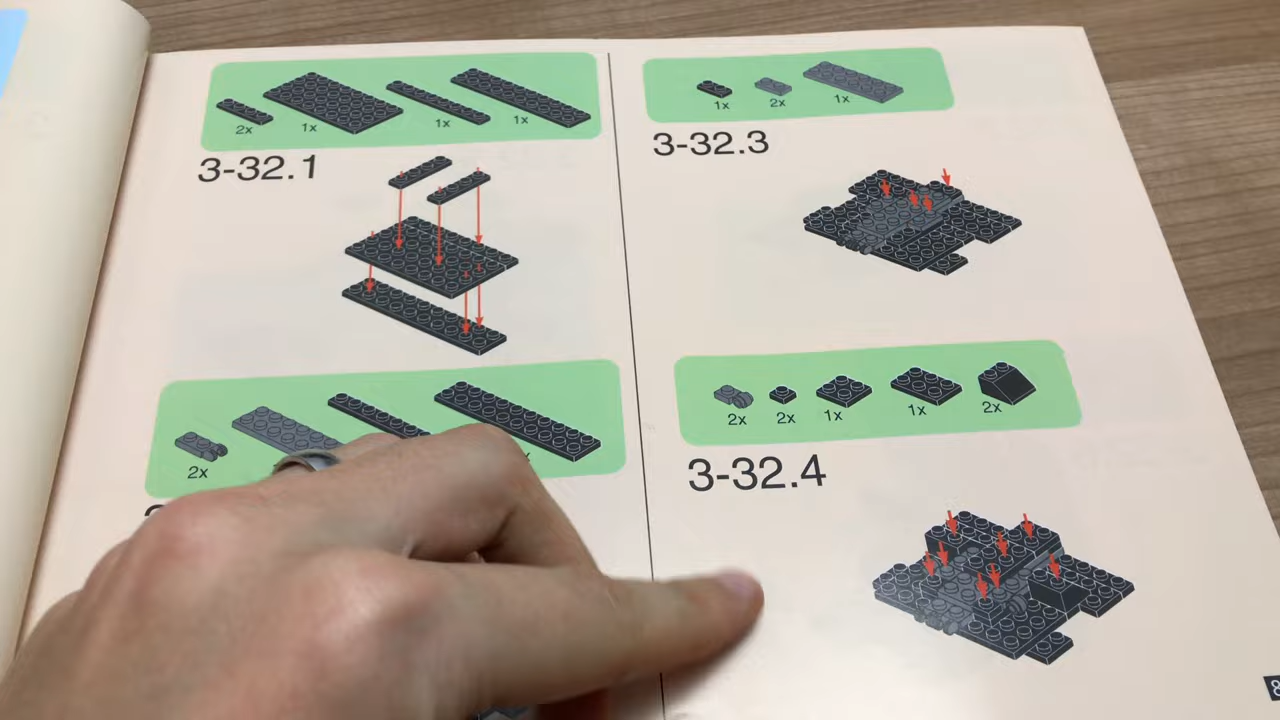 2x 1x 1x 1x
3-32.1
2x
1x 2x 1x
3-32.3
2x 2x 1x 1x 2x
3-32.4